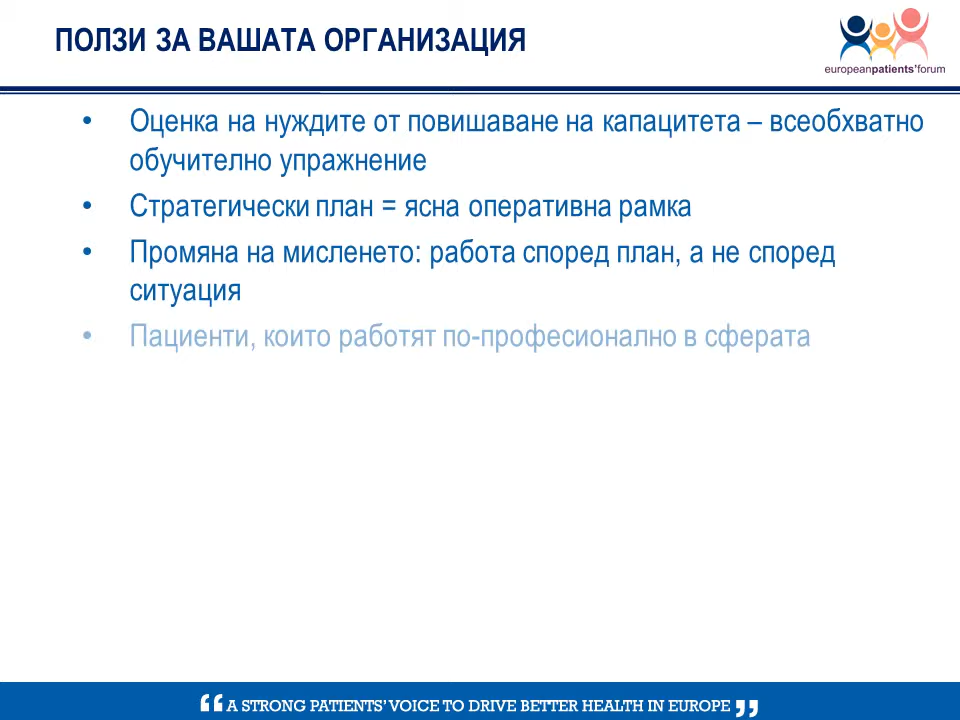 ПОЛЗИ ЗА ВАШАТА ОРГАНИЗАЦИЯ
europeanpatients'forum
• Оценка на нуждите от повишаване на капацитета – всеобхватно
обучително упражнение
• Стратегически план = ясна оперативна рамка
• Промяна на мисленето: работа според план, а не според
ситуация
• Пациенти, които работят по-професионално в сферата
“ A STRONG PATIENTS’ VOICE TO DRIVE BETTER HEALTH IN EUROPE ”